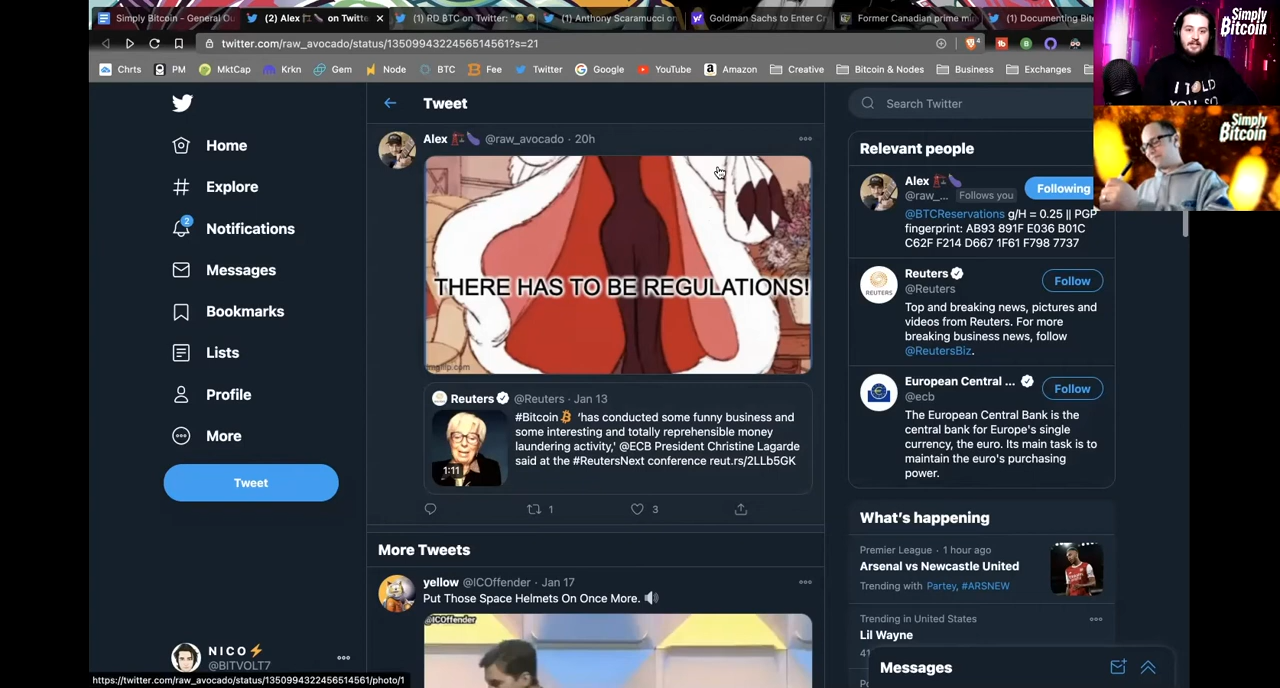 Simply Bitcoin - General Du
(2) Alex on Twitte
(1) RD BTC on Twitter: "
(1) Anthony Scaramucci on
Goldman Sachs to Enter Cr
Former Canadian prime mi
(1) Documenting Bit
twitter.com/raw_avocado/status/1350994322456514561?s=21
Chrts PM MktCap Krkn Gem Node BTC Fee Twitter Google YouTube Amazon Creative Bitcoin & Nodes Business Exchanges
Simply
Bitcoin
I TOLD
YOU SO
Simply
Bitcoin
Home
Explore
2
Notifications
Messages
Bookmarks
Lists
Profile
More
Tweet
NICO⚡
@BITVOLT7
Tweet
Alex @raw_avocado · 20h
THERE HAS TO BE REGULATIONS!
imgflip.com
Reuters @Reuters · Jan 13
#Bitcoin ‘has conducted some funny business and
some interesting and totally reprehensible money
laundering activity,’ @ECB President Christine Lagarde
said at the #ReutersNext conference reut.rs/2LLb5GK
1:11
1
3
More Tweets
yellow @ICOffender · Jan 17
Put Those Space Helmets On Once More. 🔊
@ICOffender
Search Twitter
Relevant people
Alex
@raw_... Follows you
Following
@BTCReservations g/H = 0.25 || PGP
fingerprint: AB93 891F E036 B01C
C62F F214 D667 1F61 F798 7737
REUTERS
Reuters
@Reuters
Follow
Top and breaking news, pictures and
videos from Reuters. For more
breaking business news, follow
@ReutersBiz.
European Central ...
@ecb
Follow
The European Central Bank is the
central bank for Europe's single
currency, the euro. Its main task is to
maintain the euro's purchasing
power.
What's happening
Premier League · 1 hour ago
Arsenal vs Newcastle United
Trending with Partey, #ARSNEW
Trending in United States
Lil Wayne
Messages
https://twitter.com/raw_avocado/status/1350994322456514561/photo/1